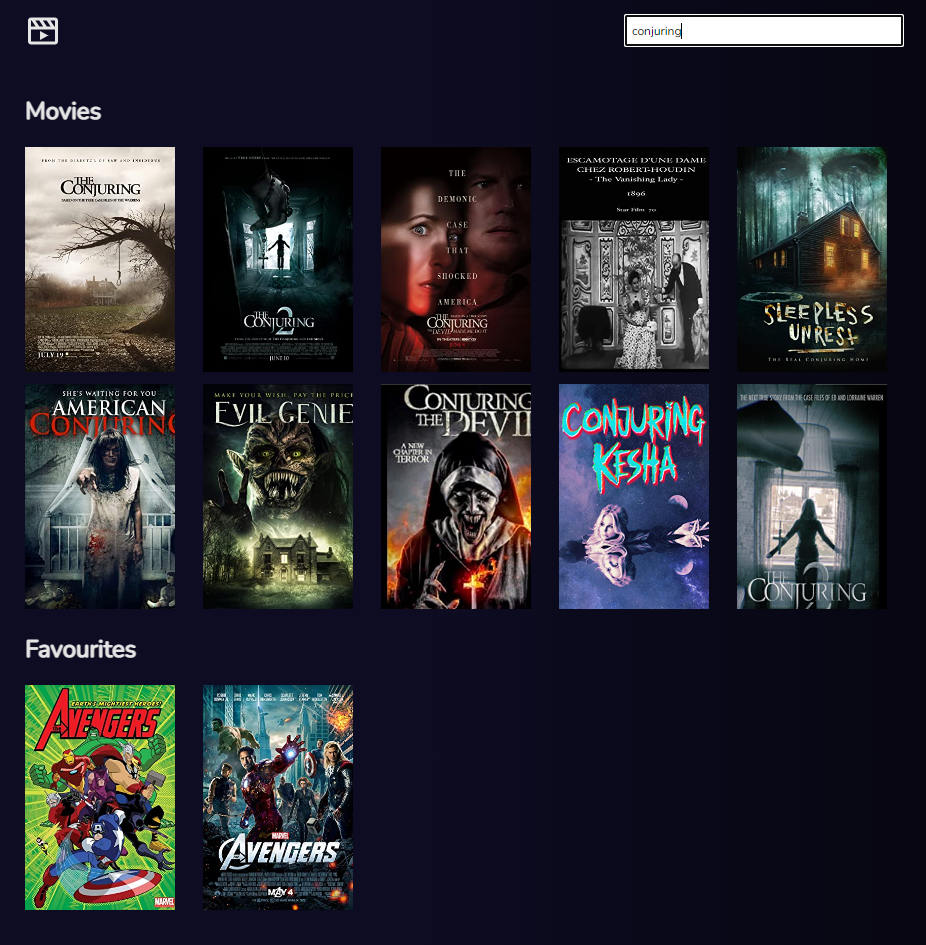 conjuring
Movies
FROM THE DIRECTOR OF SAW AND INSIDIOUS
THE
CONJURING
BASED ON THE TRUE CASE FILES OF THE WARRENS
JULY 19
THE
CONJURING
2
JUNE 10
THE
DEMONIC
CASE
THAT
SHOCKED
AMERICA
THE
CONJURING
THE DEVIL MADE ME DO IT
ESCAMOTAGE D'UNE DAME
CHEZ ROBERT-HOUDIN
- The Vanishing Lady -
1896
Star Film 70
SLEEPLESS
UNREST
THE REAL CONJURING HOME
SHE'S WAITING FOR YOU
AMERICAN
CONJURING
MAKE YOUR WISH. PAY THE PRICE
EVIL GENIE
CONJURING
THE DEVIL
A NEW
CHAPTER IN
TERROR
CONJURING
KESHA
THE NEXT TRUE STORY FROM THE CASE FILES OF ED AND LORRAINE WARREN
THE
CONJURING
2
Favourites
EARTH'S MIGHTIEST HEROES!
AVENGERS
MARVEL
MARVEL
AVENGERS
MAY 4